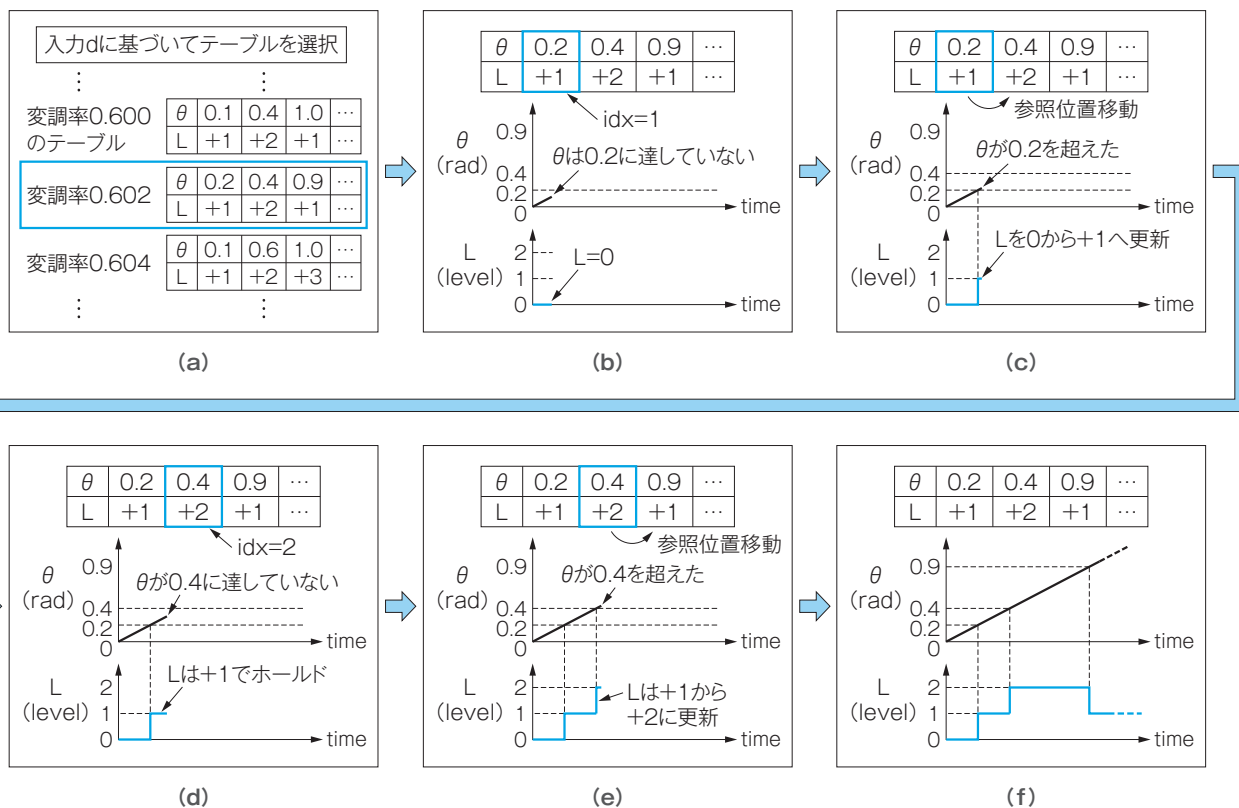 入力dに基づいてテーブルを選択
⋮ ⋮
変調率0.600
のテーブル
θ 0.1 0.4 1.0 …
L +1 +2 +1 …
変調率0.602
θ 0.2 0.4 0.9 …
L +1 +2 +1 …
変調率0.604
θ 0.1 0.6 1.0 …
L +1 +2 +3 …
⋮ ⋮
(a)
θ 0.2 0.4 0.9 …
L +1 +2 +1 …
idx=1
θ
(rad)
0.9
0.4
0.2
0
θは0.2に達していない
time
L
(level)
2
1
0
L=0
time
(b)
θ 0.2 0.4 0.9 …
L +1 +2 +1 …
参照位置移動
θ
(rad)
0.9
0.4
0.2
0
θが0.2を超えた
time
L
(level)
2
1
0
Lを0から+1へ更新
time
(c)
θ 0.2 0.4 0.9 …
L +1 +2 +1 …
idx=2
θ
(rad)
0.9
0.4
0.2
0
θが0.4に達していない
time
L
(level)
2
1
0
Lは+1でホールド
time
(d)
θ 0.2 0.4 0.9 …
L +1 +2 +1 …
参照位置移動
θ
(rad)
0.9
0.4
0.2
0
θが0.4を超えた
time
L
(level)
2
1
0
Lは+1から
+2に更新
time
(e)
θ 0.2 0.4 0.9 …
L +1 +2 +1 …
θ
(rad)
0.9
0.4
0.2
0
time
L
(level)
2
1
0
time
(f)